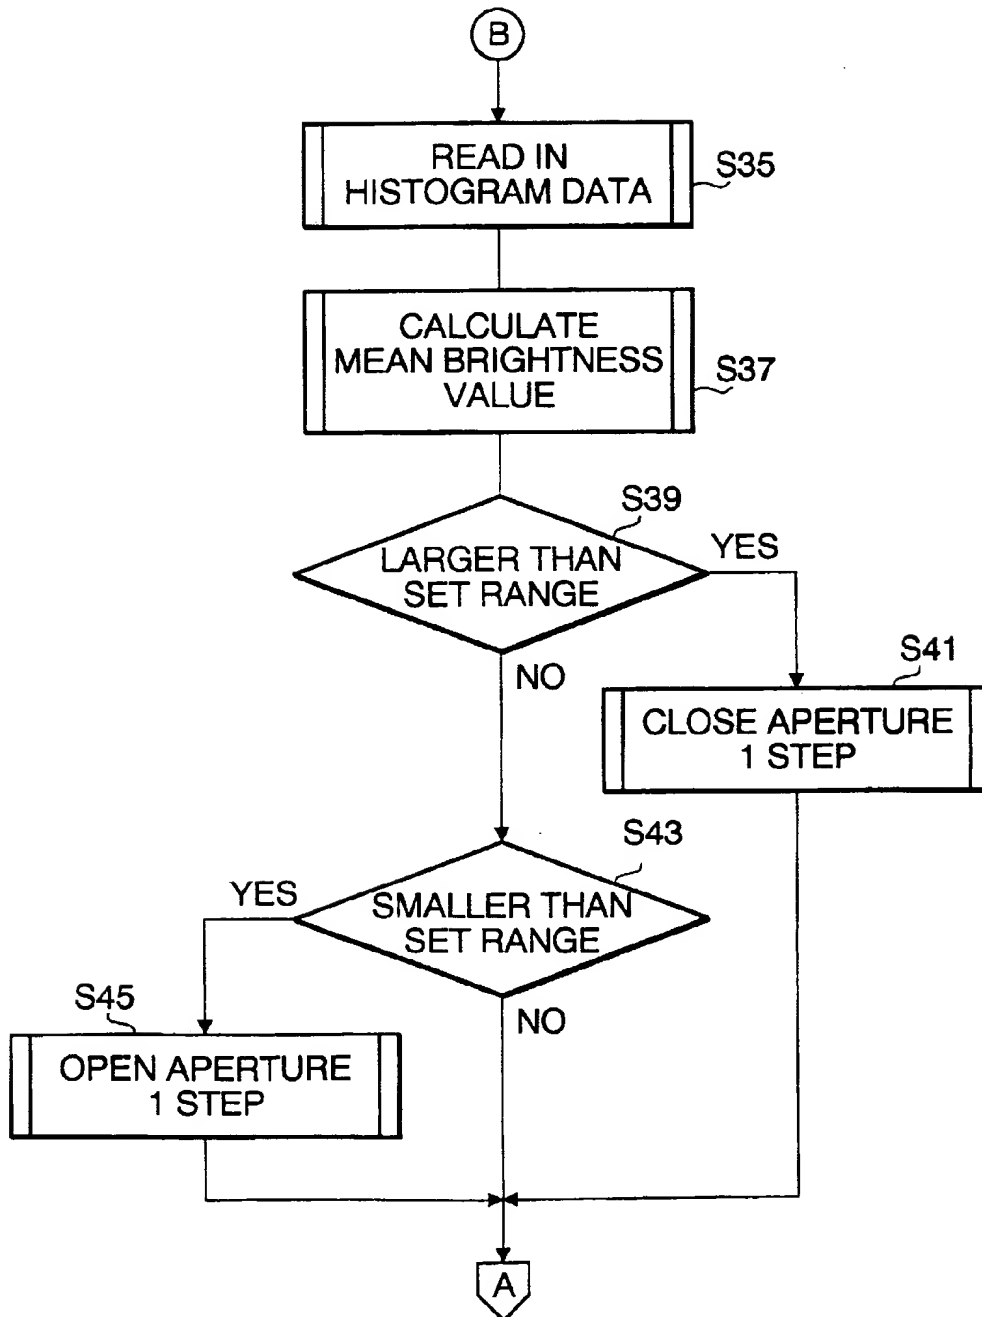 B
READ IN
HISTOGRAM DATA
S35
CALCULATE
MEAN BRIGHTNESS
VALUE
S37
S39
LARGER THAN
SET RANGE
YES
NO
S41
CLOSE APERTURE
1 STEP
S43
YES
SMALLER THAN
SET RANGE
NO
S45
OPEN APERTURE
1 STEP
A